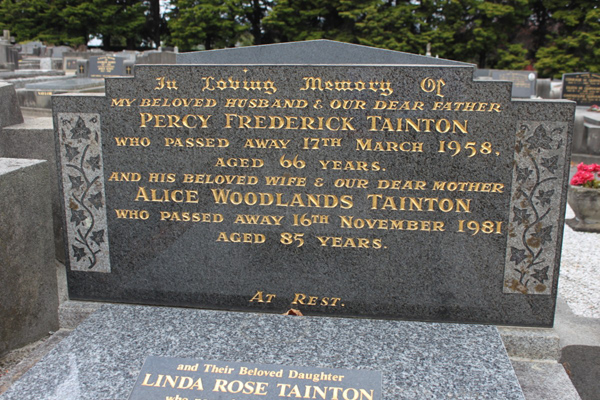 In Loving Memory Of
MY BELOVED HUSBAND & OUR DEAR FATHER
PERCY FREDERICK TAINTON
WHO PASSED AWAY 17TH MARCH 1958,
AGED 66 YEARS.
AND HIS BELOVED WIFE & OUR DEAR MOTHER
ALICE WOODLANDS TAINTON
WHO PASSED AWAY 16TH NOVEMBER 1981
AGED 85 YEARS.
AT REST.
and Their Beloved Daughter
LINDA ROSE TAINTON